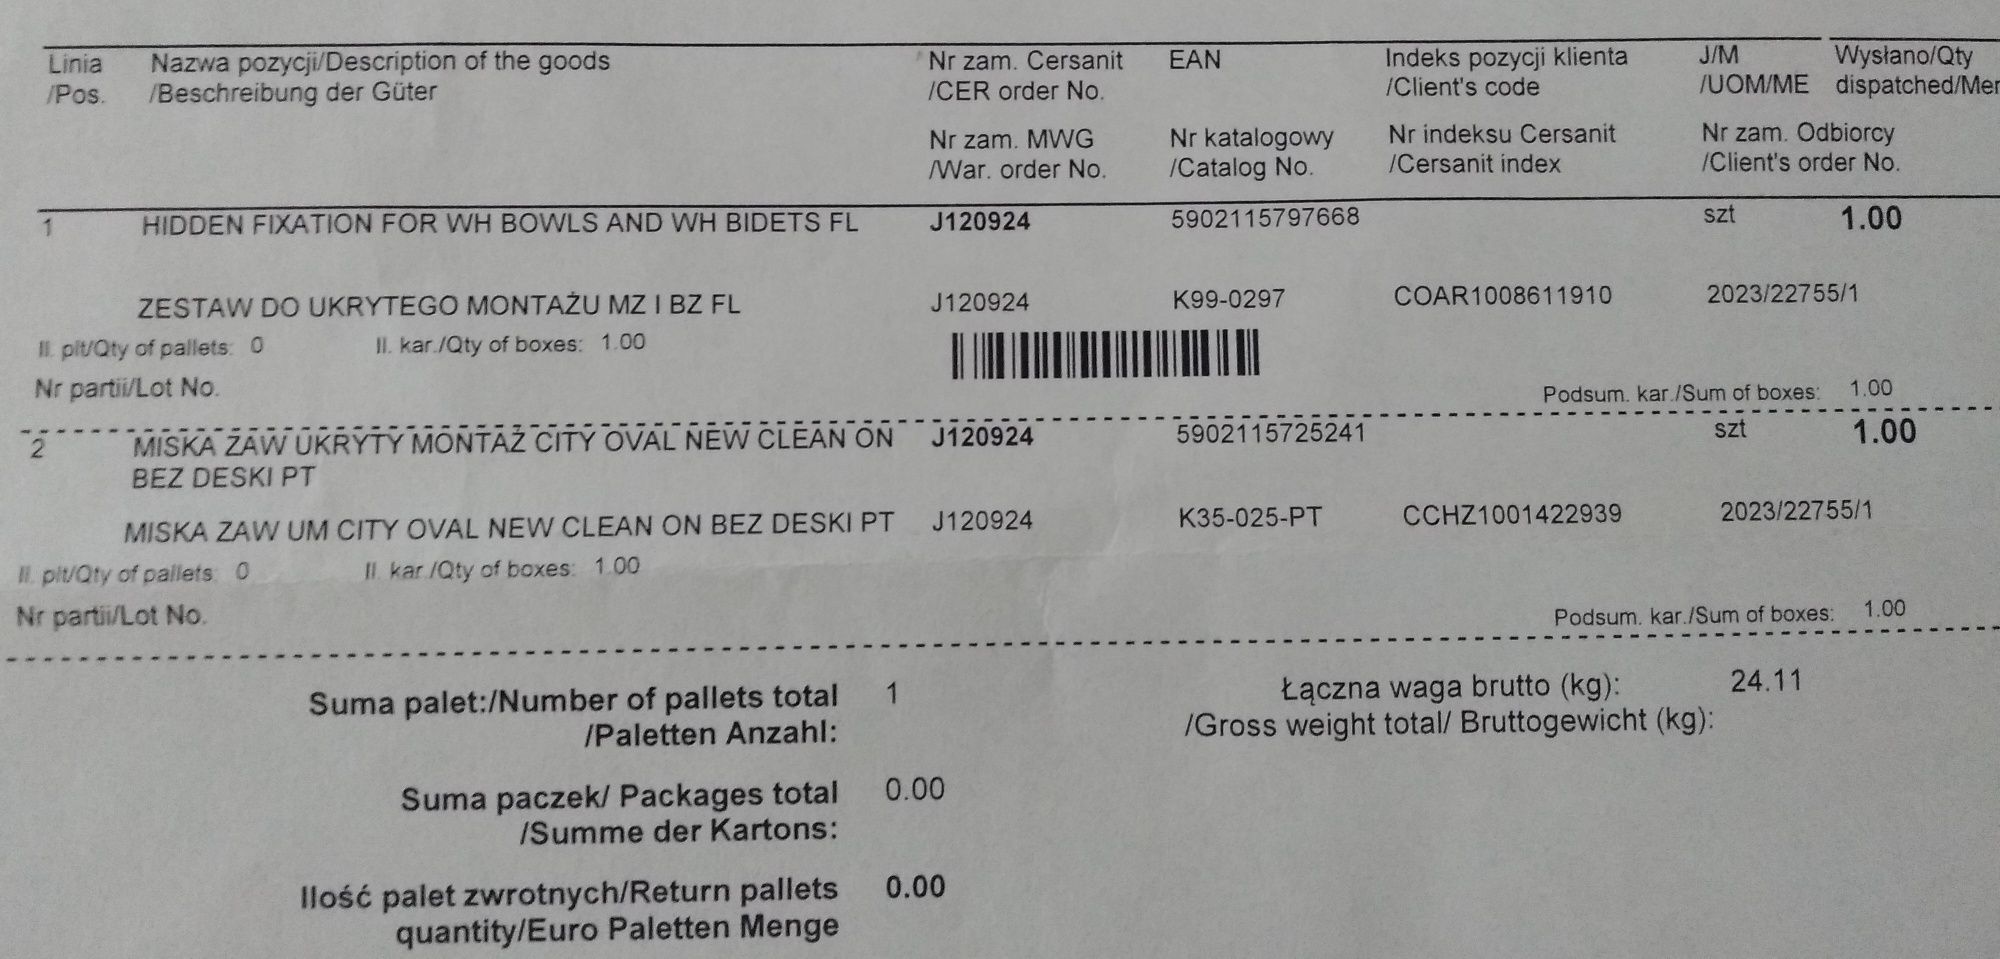 Linia Nazwa pozycji/Description of the goods Nr zam. Cersanit EAN Indeks pozycji klienta J/M Wysłano/Qty
/Pos. /Beschreibung der Güter /CER order No. /Client's code /UOM/ME dispatched/Men
Nr zam. MWG Nr katalogowy Nr indeksu Cersanit Nr zam. Odbiorcy
/War. order No. /Catalog No. /Cersanit index /Client's order No.
1 HIDDEN FIXATION FOR WH BOWLS AND WH BIDETS FL J120924 5902115797668 szt 1.00
ZESTAW DO UKRYTEGO MONTAŻU MZ I BZ FL J120924 K99-0297 COAR1008611910 2023/22755/1
Il. plt/Qty of pallets: 0 Il. kar./Qty of boxes: 1.00
Nr partii/Lot No. Podsum. kar./Sum of boxes: 1.00
2 MISKA ZAW UKRYTY MONTAŻ CITY OVAL NEW CLEAN ON J120924 5902115725241 szt 1.00
BEZ DESKI PT
MISKA ZAW UM CITY OVAL NEW CLEAN ON BEZ DESKI PT J120924 K35-025-PT CCHZ1001422939 2023/22755/1
Il. plt/Qty of pallets: 0 Il. kar./Qty of boxes: 1.00
Nr partii/Lot No. Podsum. kar./Sum of boxes: 1.00
Suma palet:/Number of pallets total 1 Łączna waga brutto (kg): 24.11
/Paletten Anzahl: /Gross weight total/ Bruttogewicht (kg):
Suma paczek/ Packages total 0.00
/Summe der Kartons:
Ilość palet zwrotnych/Return pallets 0.00
quantity/Euro Paletten Menge